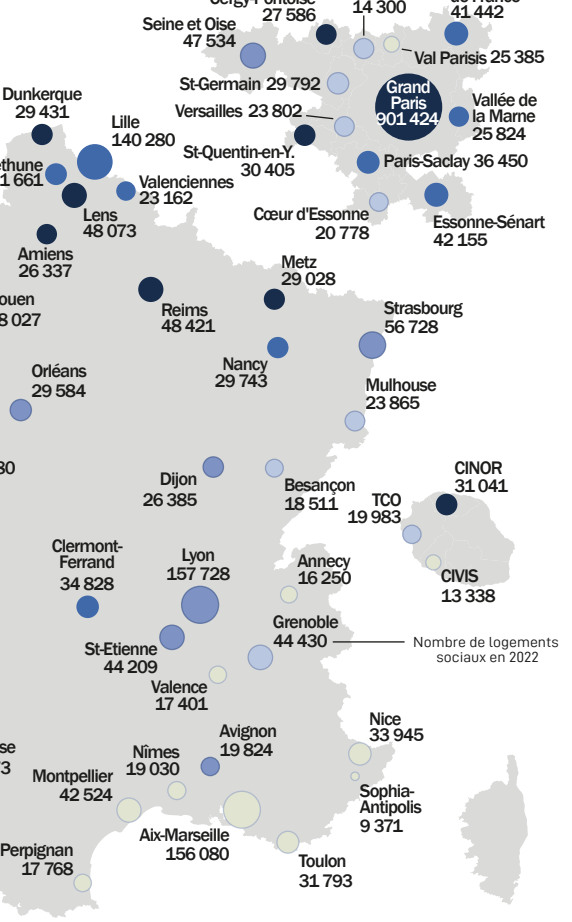 27 586
14 300
41 442
Seine et Oise
47 534
Val Parisis 25 385
St-Germain 29 792
Grand
Paris
901 424
Vallée de
la Marne
25 824
Versailles 23 802
St-Quentin-en-Y.
30 405
Paris-Saclay 36 450
Cœur d'Essonne
20 778
Essonne-Sénart
42 155
Dunkerque
29 431
Lille
140 280
Valenciennes
23 162
Lens
48 073
Amiens
26 337
Reims
48 421
Metz
29 028
Nancy
29 743
Strasbourg
56 728
Mulhouse
23 865
Orléans
29 584
Dijon
26 385
Besançon
18 511
CINOR
31 041
TCO
19 983
CIVIS
13 338
Clermont-
Ferrand
34 828
Lyon
157 728
Annecy
16 250
Grenoble
44 430
Nombre de logements
sociaux en 2022
St-Etienne
44 209
Valence
17 401
Avignon
19 824
Nice
33 945
Nîmes
19 030
Montpellier
42 524
Sophia-
Antipolis
9 371
Aix-Marseille
156 080
Toulon
31 793
Perpignan
17 768